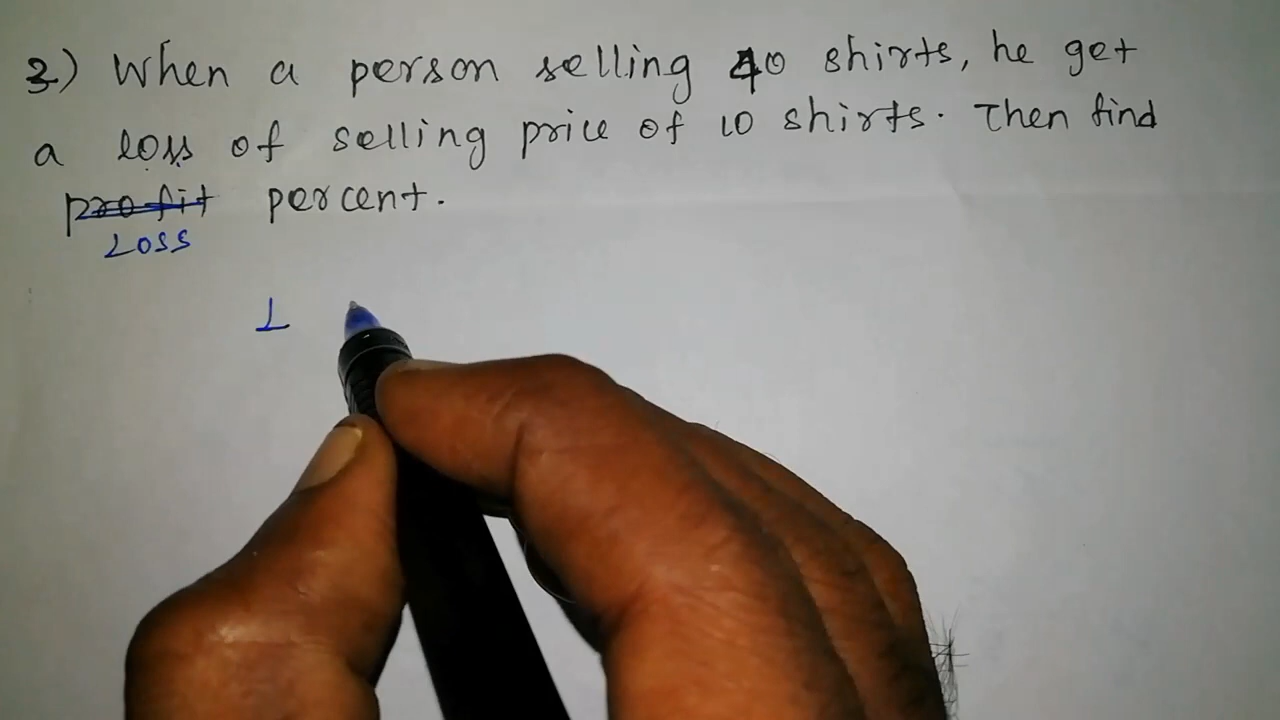 3) When a person selling 40 shirts, he get
a loss of selling price of 10 shirts. Then find
profit percent.
Loss
L